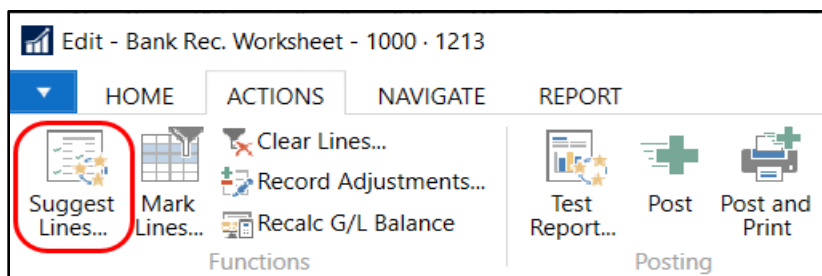 Edit - Bank Rec. Worksheet - 1000 · 1213
HOME ACTIONS NAVIGATE REPORT
Suggest
Lines...
Mark
Lines...
Clear Lines...
Record Adjustments...
Recalc G/L Balance
Functions
Test
Report...
Post
Post and
Print
Posting